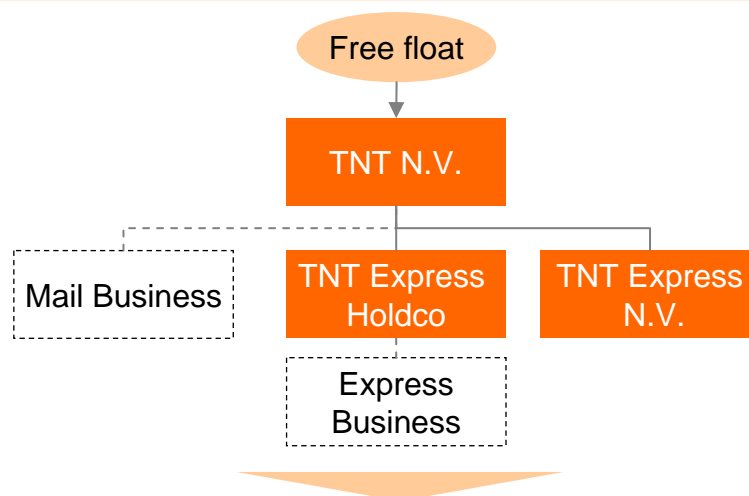 Free float
TNT N.V.
Mail Business
TNT Express
Holdco
TNT Express
N.V.
Express
Business